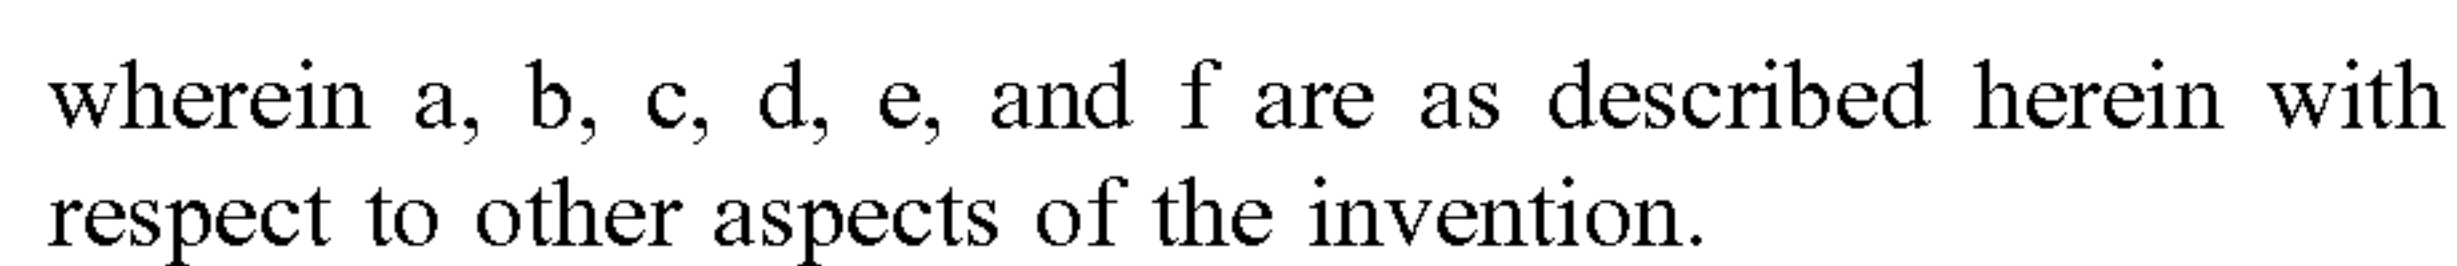 wherein a, b, c, d, e, and f are as described herein with
respect to other aspects of the invention.